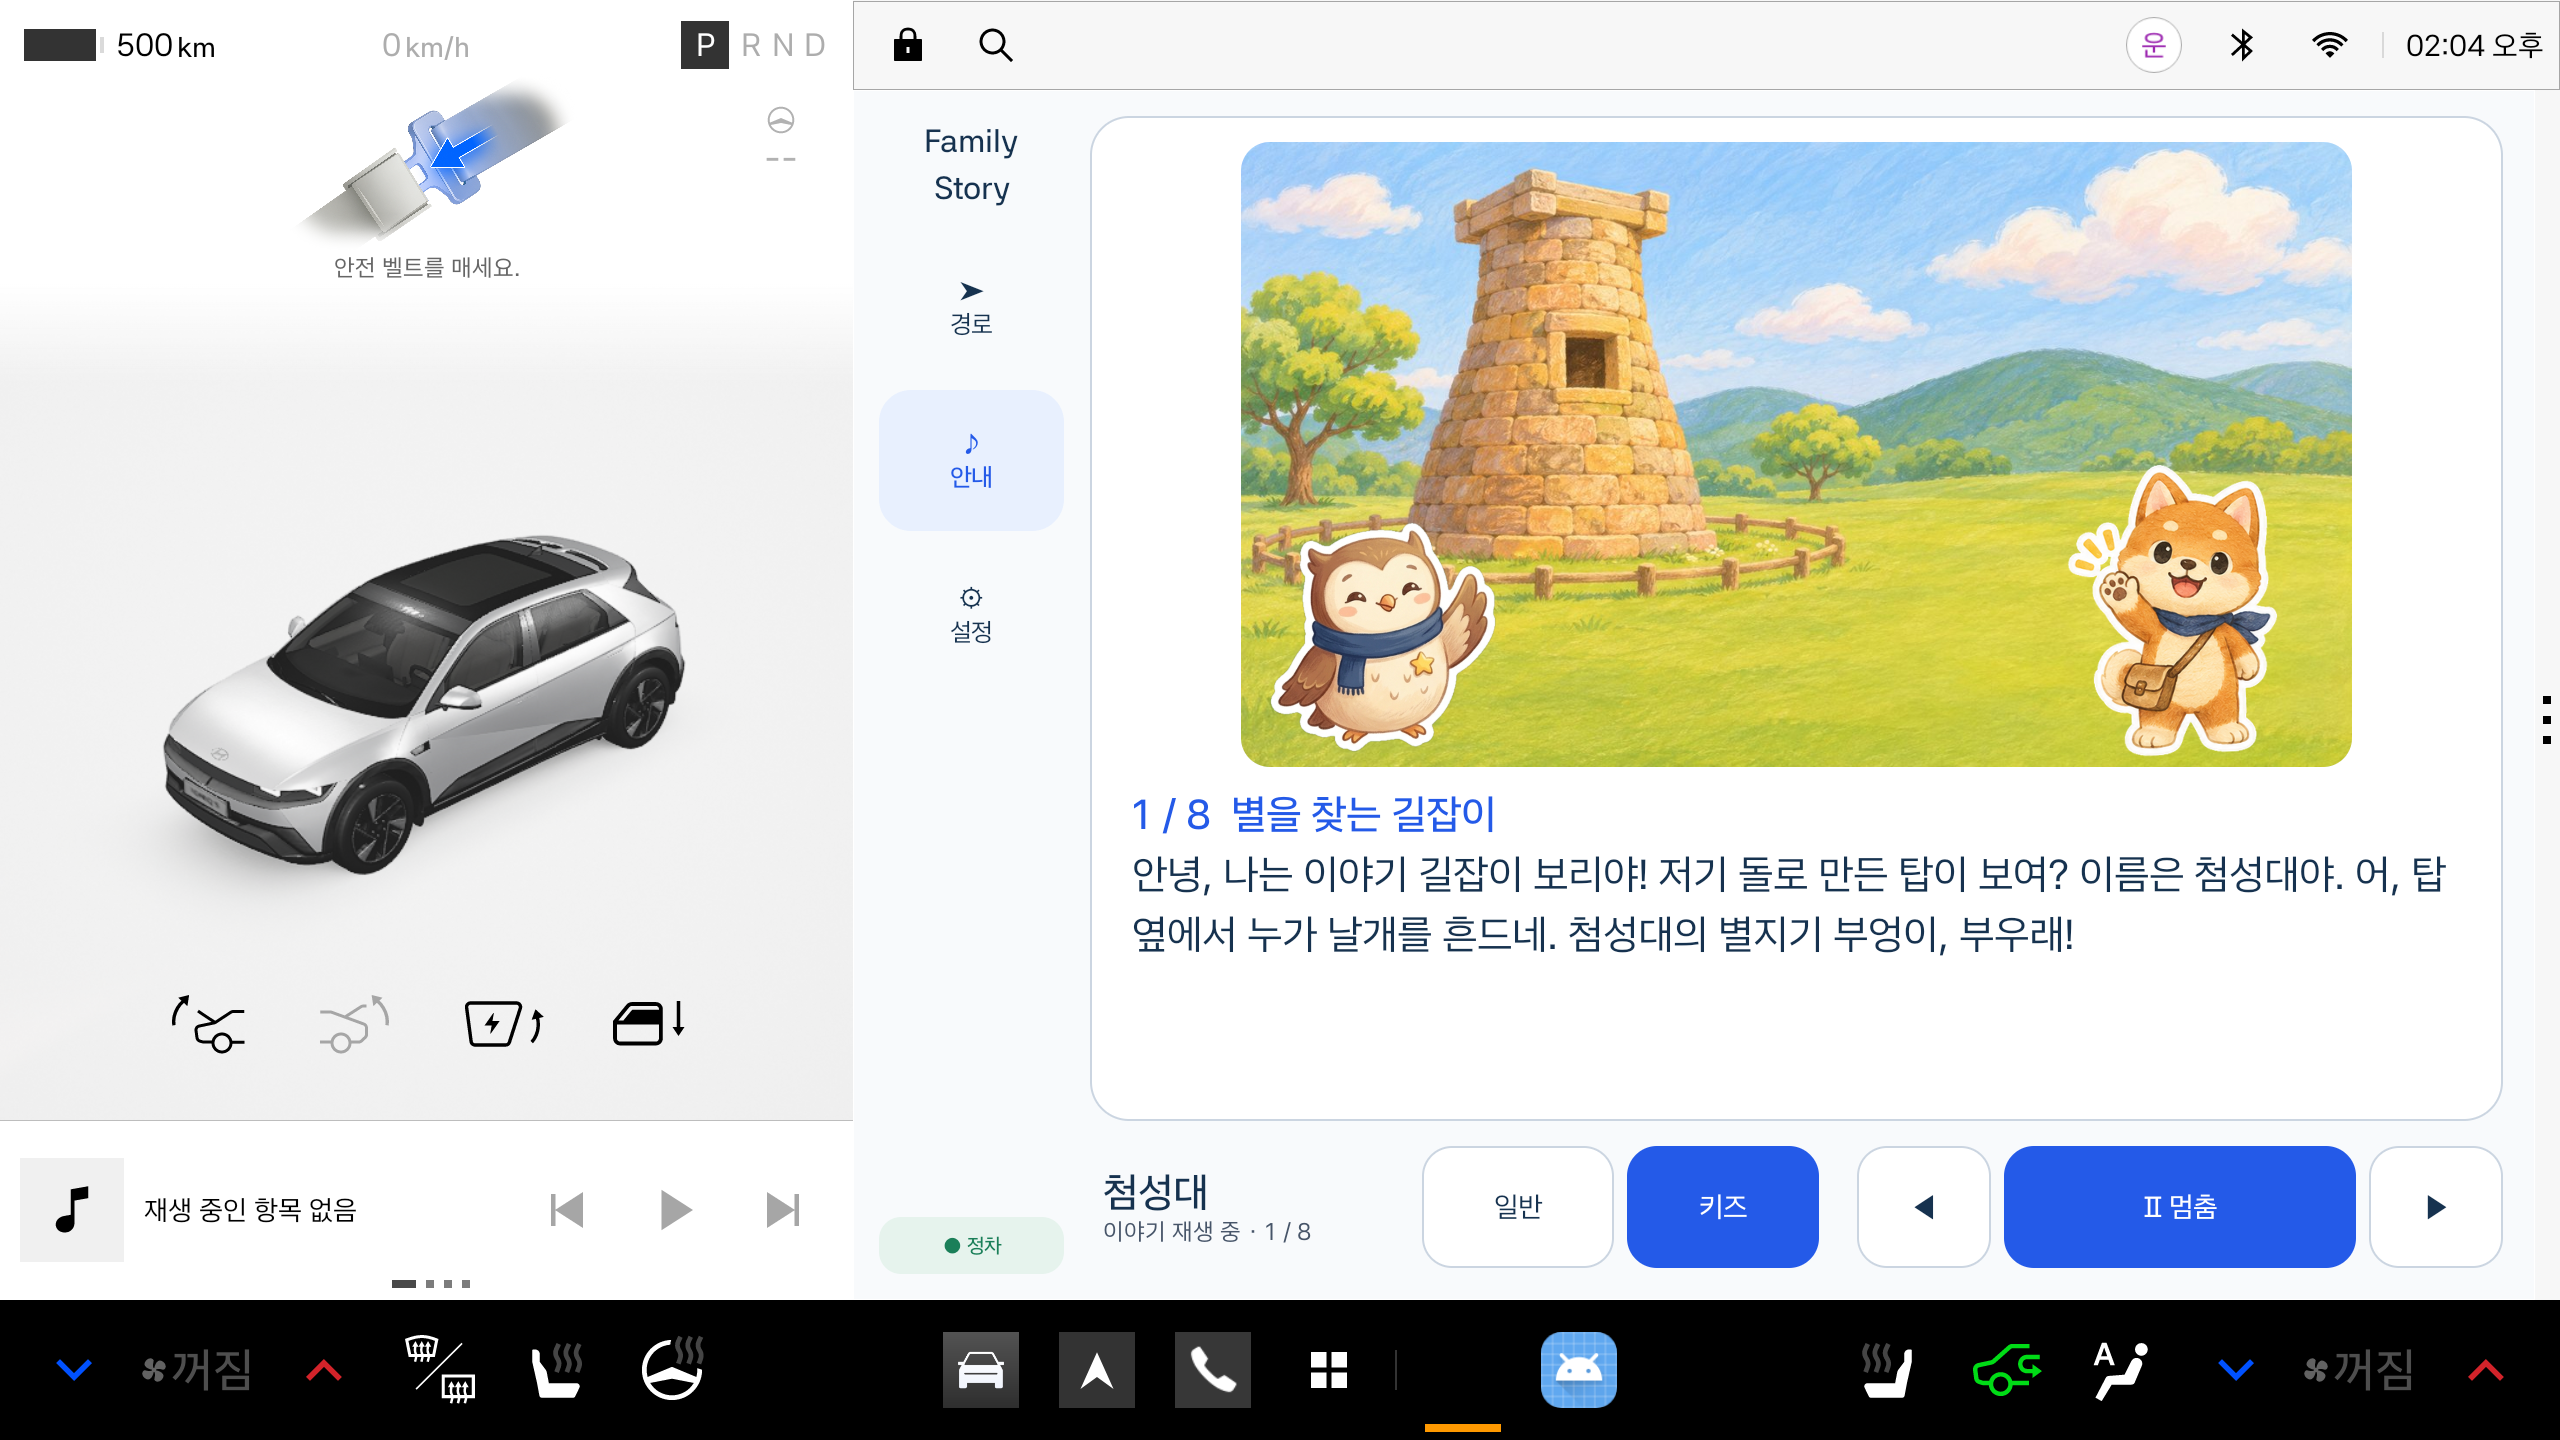 500 km
0 km/h
P R N D
안전 벨트를 매세요.
재생 중인 항목 없음
운
02:04 오후
Family
Story
경로
안내
설정
정차
1 / 8 별을 찾는 길잡이
안녕, 나는 이야기 길잡이 보리야! 저기 돌로 만든 탑이 보여? 이름은 첨성대야. 어, 탑
옆에서 누가 날개를 흔드네. 첨성대의 별지기 부엉이, 부우래!
첨성대
이야기 재생 중 · 1 / 8
일반
키즈
멈춤
꺼짐
A
꺼짐